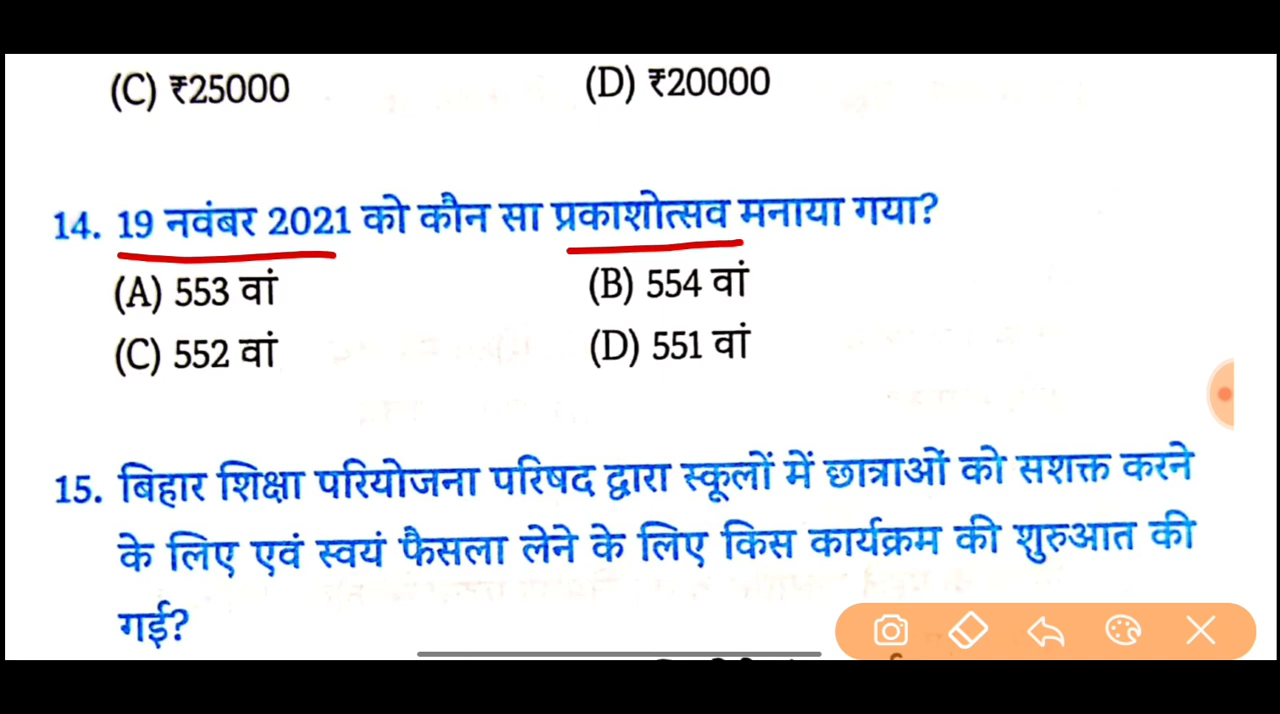 (C) ₹25000 (D) ₹20000
14. 19 नवंबर 2021 को कौन सा प्रकाशोत्सव मनाया गया?
(A) 553 वां (B) 554 वां
(C) 552 वां (D) 551 वां
15. बिहार शिक्षा परियोजना परिषद द्वारा स्कूलों में छात्राओं को सशक्त करने
के लिए एवं स्वयं फैसला लेने के लिए किस कार्यक्रम की शुरुआत की
गई?